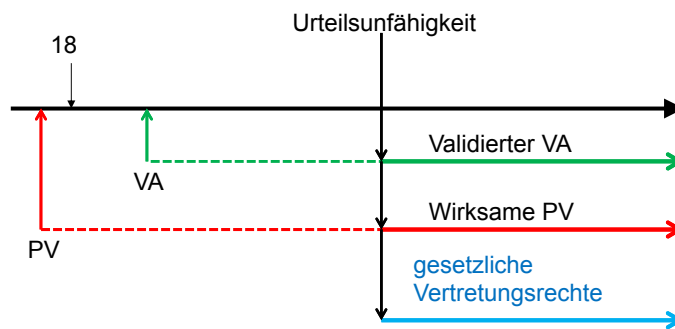 Urteilsunfähigkeit
18
Validierter VA
VA
Wirksame PV
PV
gesetzliche
Vertretungsrechte